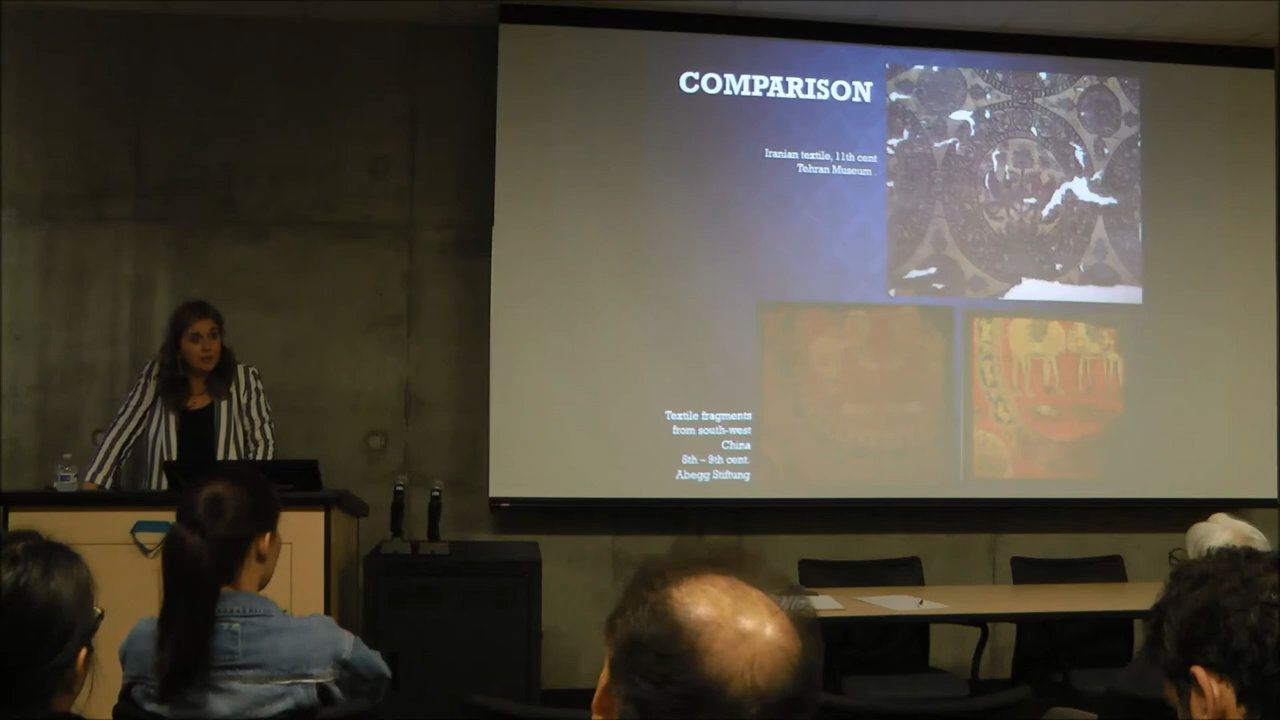 COMPARISON
Iranian textile, 11th cent
Tehran Museum .
Textile fragments
from south-west
China
8th – 9th cent.
Abegg Stiftung